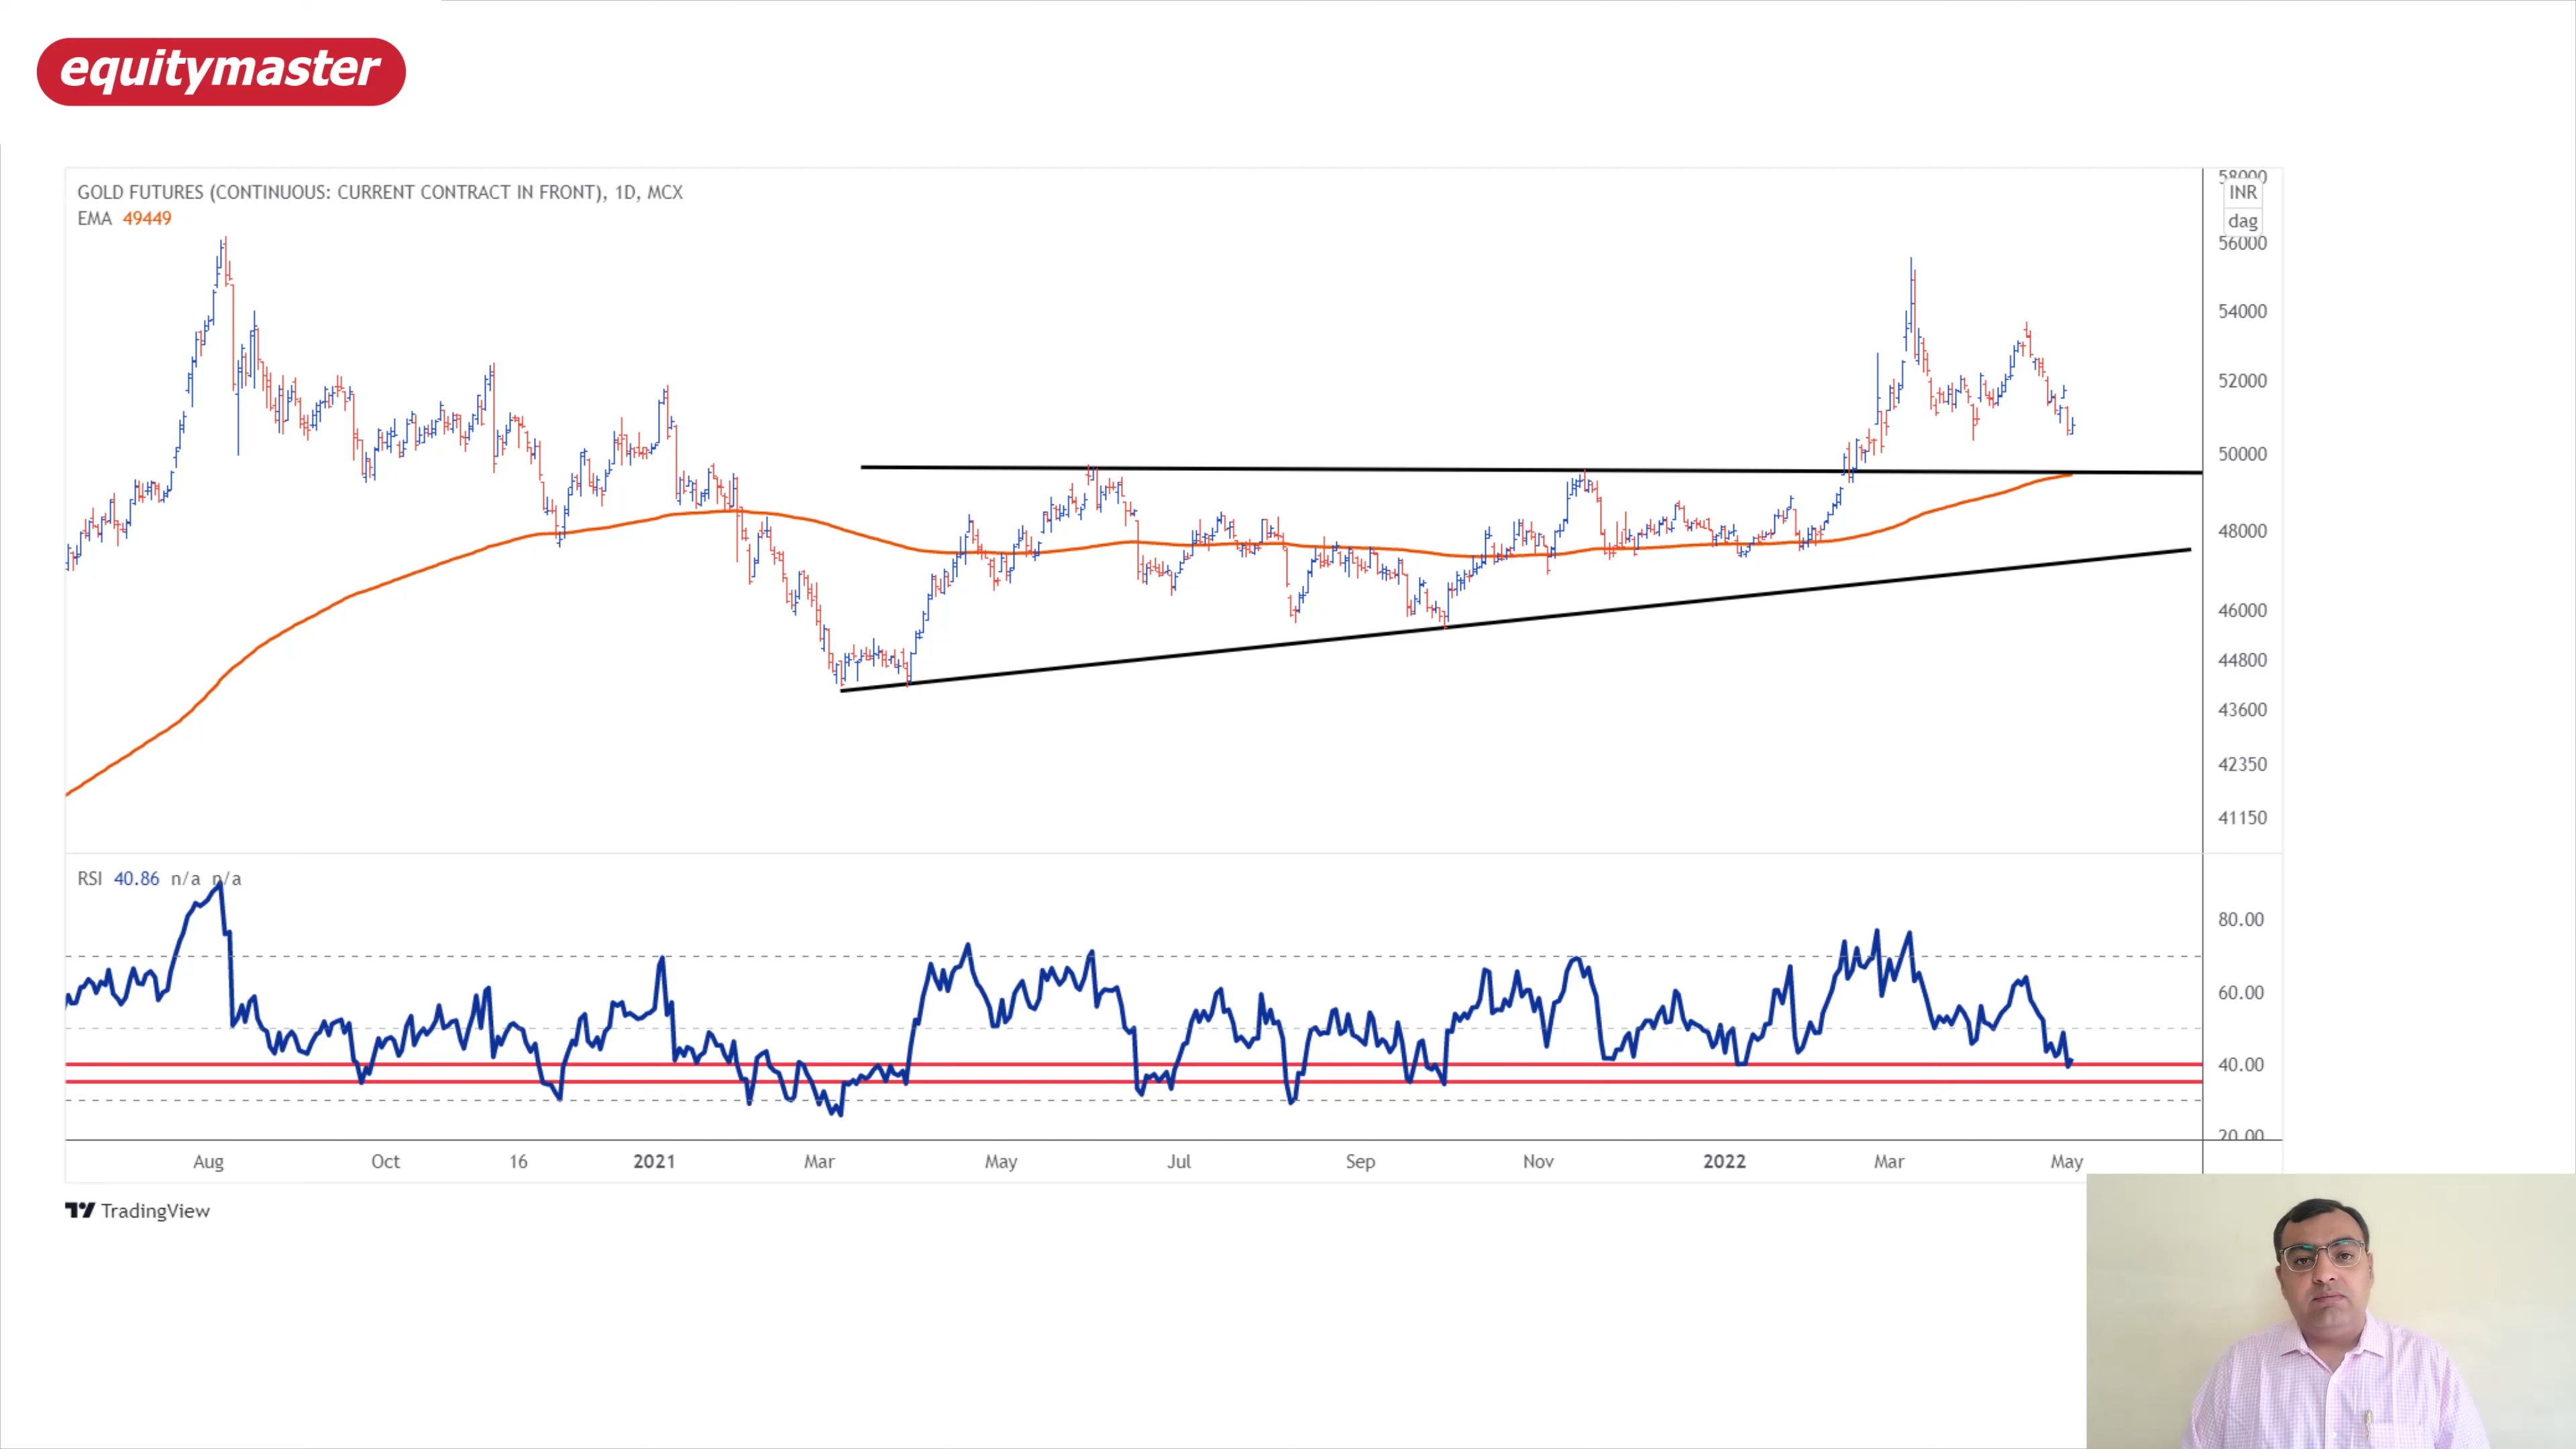 equitymaster
GOLD FUTURES (CONTINUOUS: CURRENT CONTRACT IN FRONT), 1D, MCX
EMA 49449
58000
INR
dag
56000
54000
52000
50000
48000
46000
44800
43600
42350
41150
RSI 40.86 n/a n/a
80.00
60.00
40.00
20.00
Aug Oct 16 2021 Mar May Jul Sep Nov 2022 Mar May
TradingView